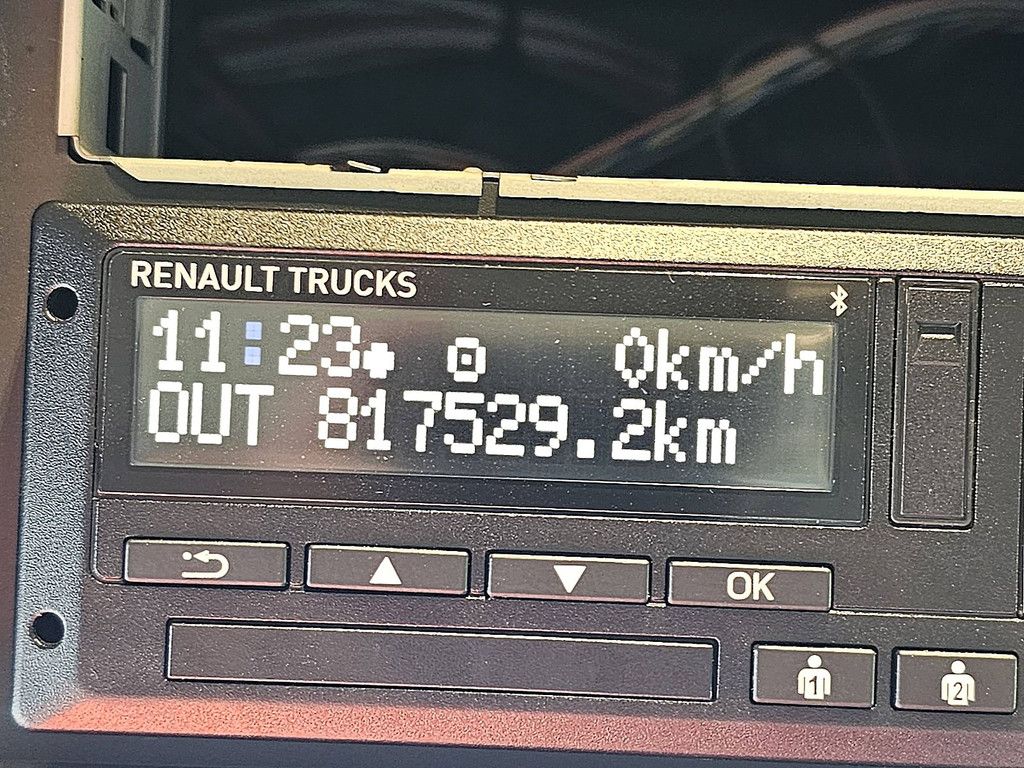 RENAULT TRUCKS
11:23 0km/h
OUT 817529.2km
OK
1 2